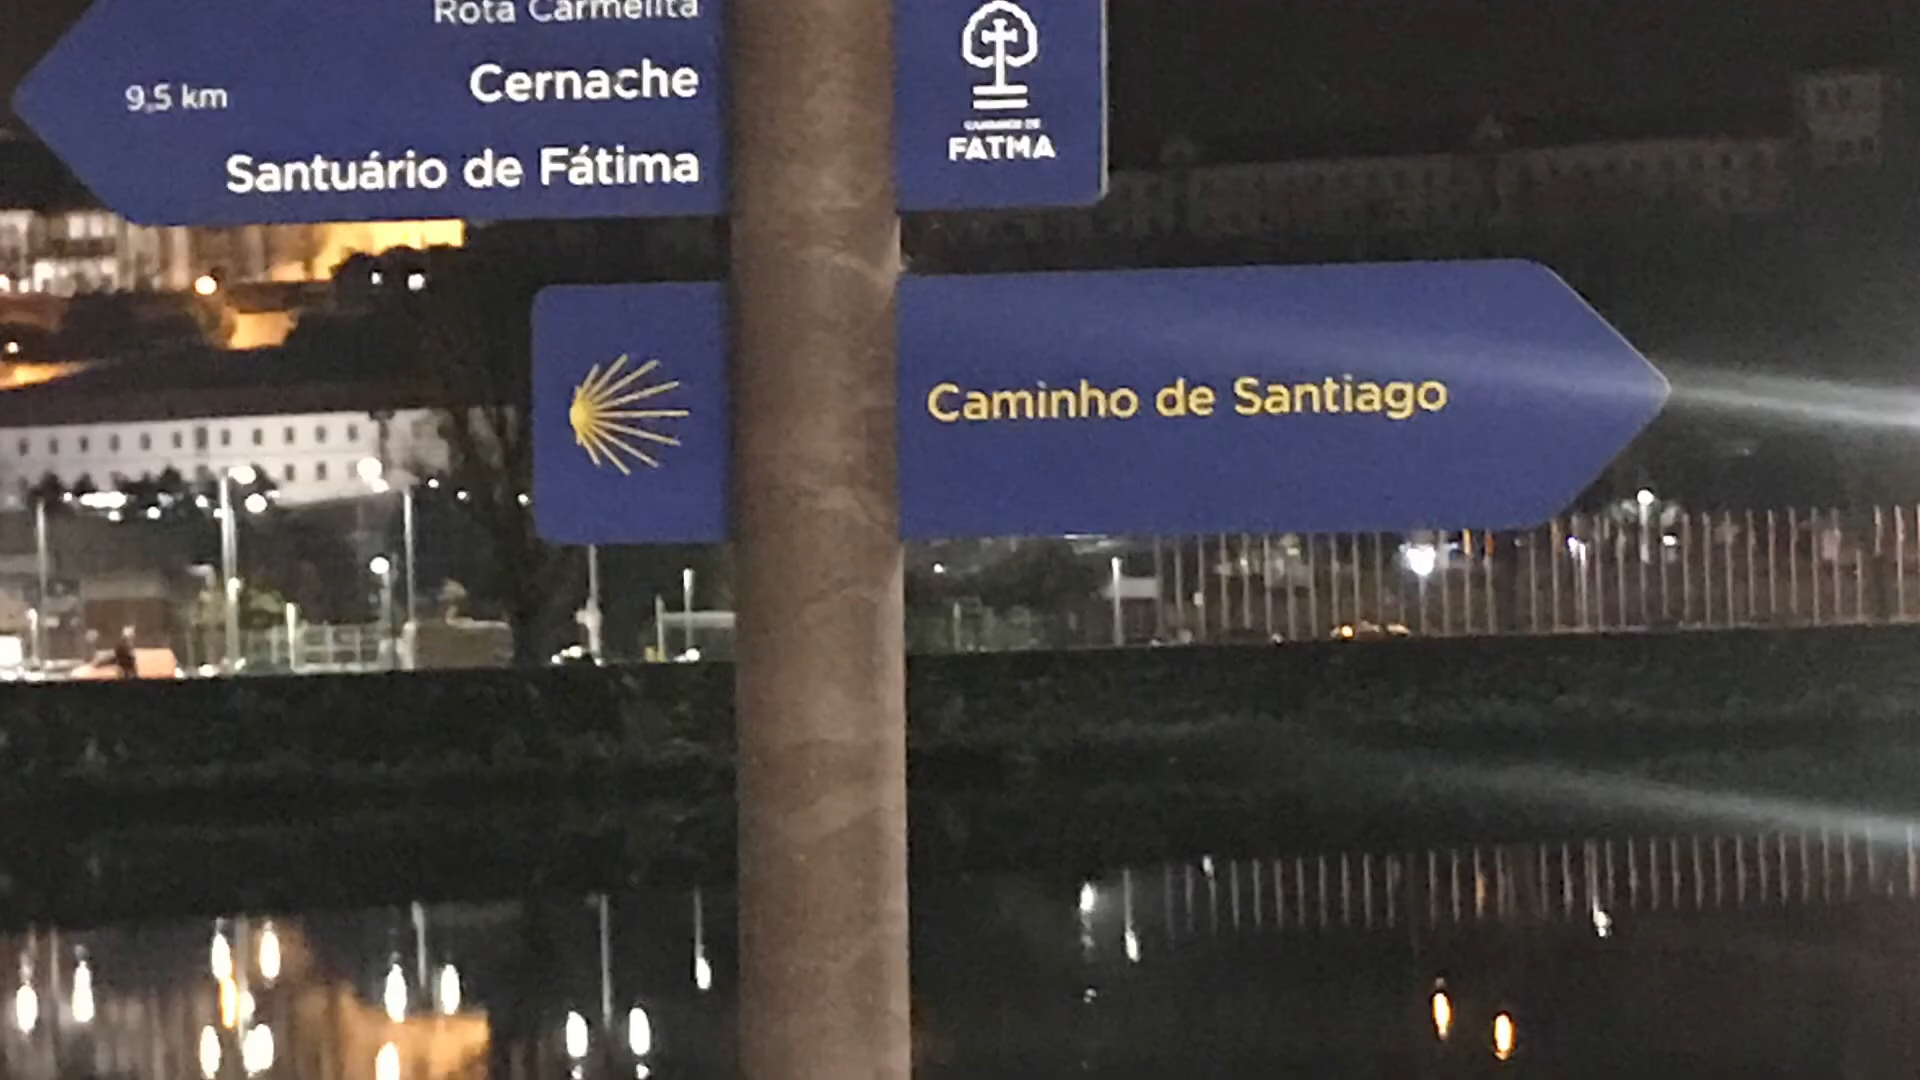 Rota Carmelita
9,5 km
Cernache
Santuário de Fátima
FATMA
Caminho de Santiago